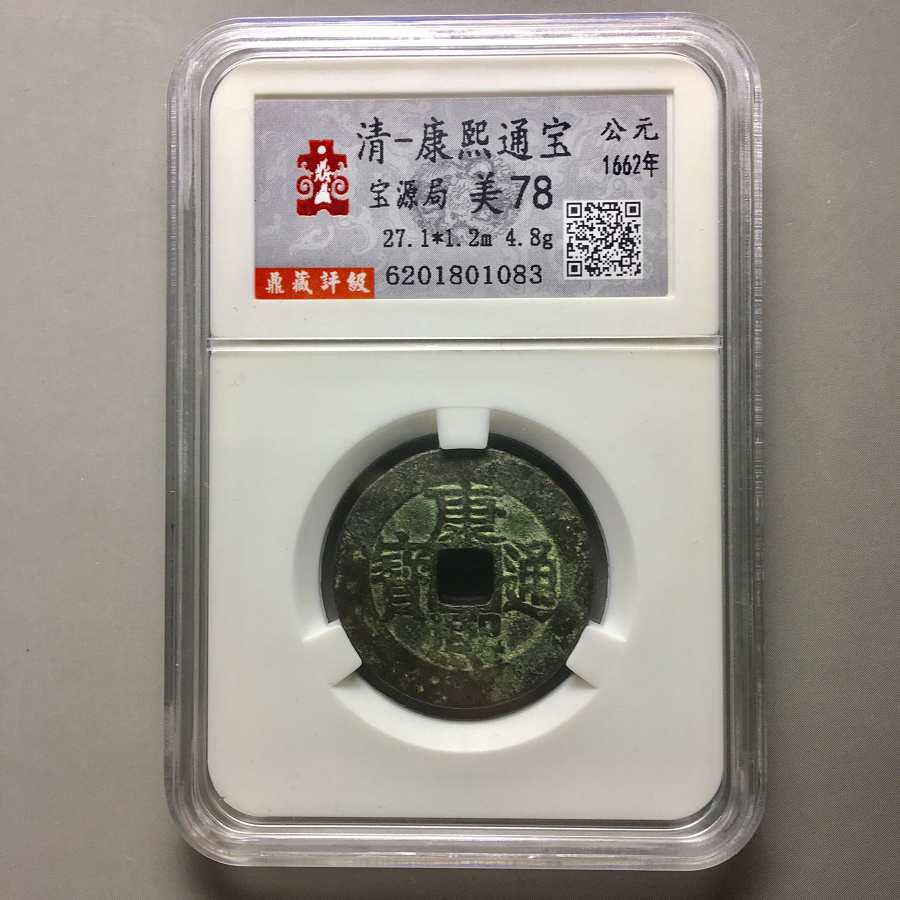 清-康熙通宝
公元
1662年
宝源局 美78
27.1*1.2m 4.8g
鼎藏評級 6201801083
康熙通寶